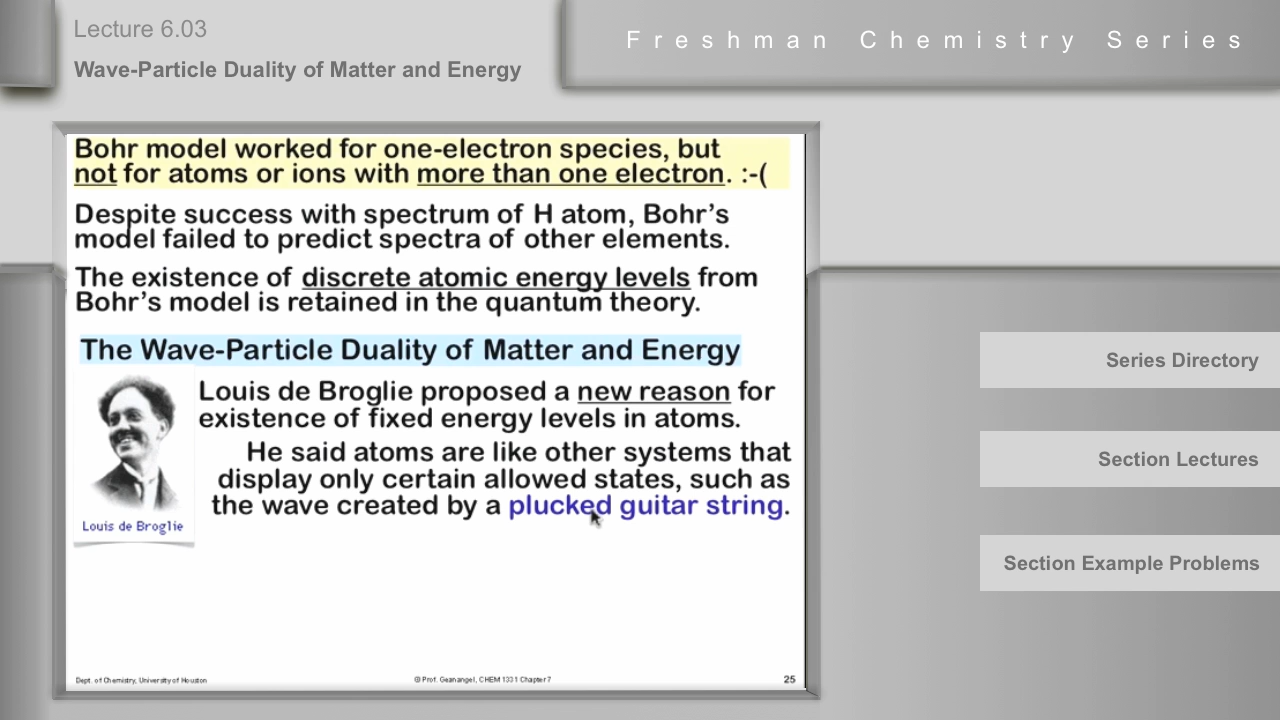 Lecture 6.03
Wave-Particle Duality of Matter and Energy
Freshman Chemistry Series
Bohr model worked for one-electron species, but
not for atoms or ions with more than one electron. :-(
Despite success with spectrum of H atom, Bohr's
model failed to predict spectra of other elements.
The existence of discrete atomic energy levels from
Bohr's model is retained in the quantum theory.
The Wave-Particle Duality of Matter and Energy
Louis de Broglie proposed a new reason for
existence of fixed energy levels in atoms.
He said atoms are like other systems that
display only certain allowed states, such as
the wave created by a plucked guitar string.
Louis de Broglie
Dept. of Chemistry, University of Houston
© Prof. Geanangel, CHEM 1331 Chapter 7
25
Series Directory
Section Lectures
Section Example Problems